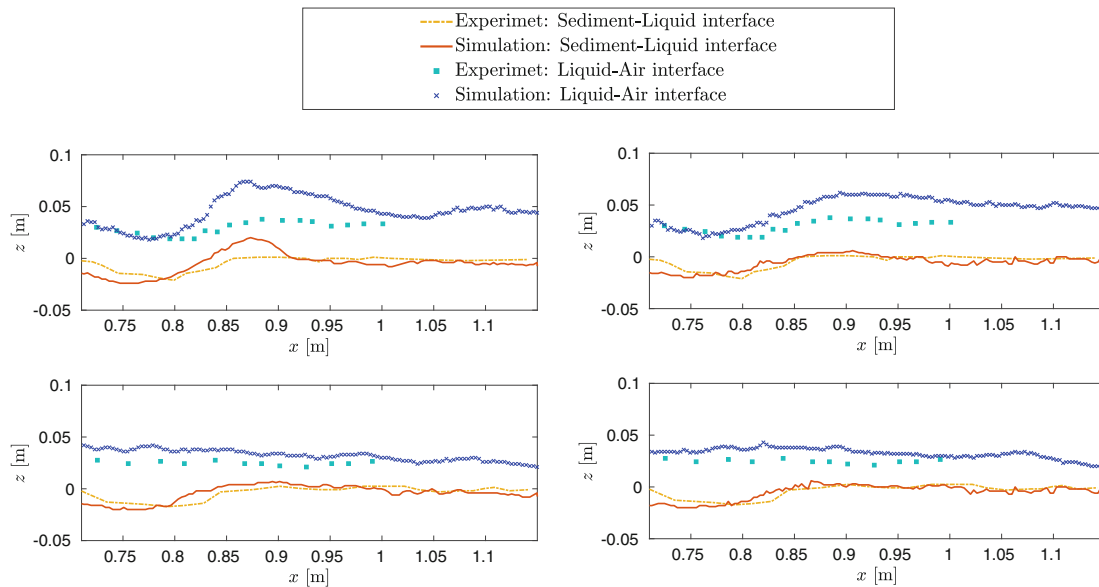 Experimet: Sediment-Liquid interface
Simulation: Sediment-Liquid interface
Experimet: Liquid-Air interface
Simulation: Liquid-Air interface
0.1
0.05
0
-0.05
z [m]
0.75 0.8 0.85 0.9 0.95 1 1.05 1.1
x [m]
0.1
0.05
0
-0.05
z [m]
0.75 0.8 0.85 0.9 0.95 1 1.05 1.1
x [m]
0.1
0.05
0
-0.05
z [m]
0.75 0.8 0.85 0.9 0.95 1 1.05 1.1
x [m]
0.1
0.05
0
-0.05
z [m]
0.75 0.8 0.85 0.9 0.95 1 1.05 1.1
x [m]